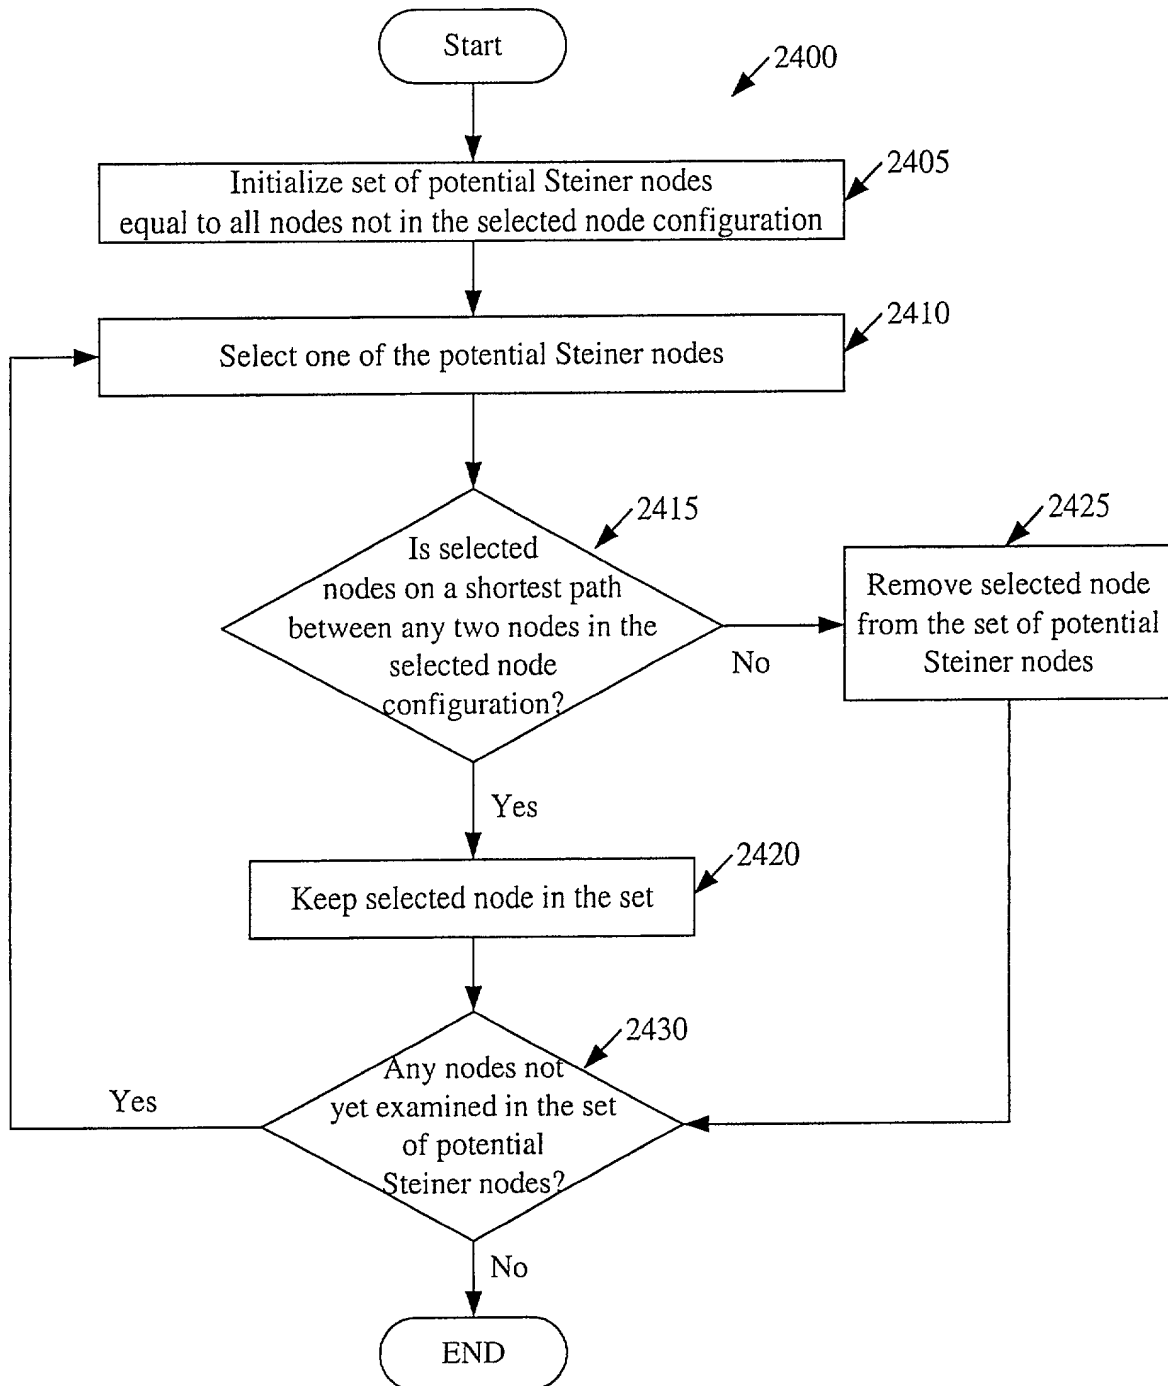 Start
2400
2405
Initialize set of potential Steiner nodes
equal to all nodes not in the selected node configuration
2410
Select one of the potential Steiner nodes
2415
Is selected
nodes on a shortest path
between any two nodes in the
selected node
configuration?
No
2425
Remove selected node
from the set of potential
Steiner nodes
Yes
2420
Keep selected node in the set
2430
Any nodes not
yet examined in the set
of potential
Steiner nodes?
Yes
No
END